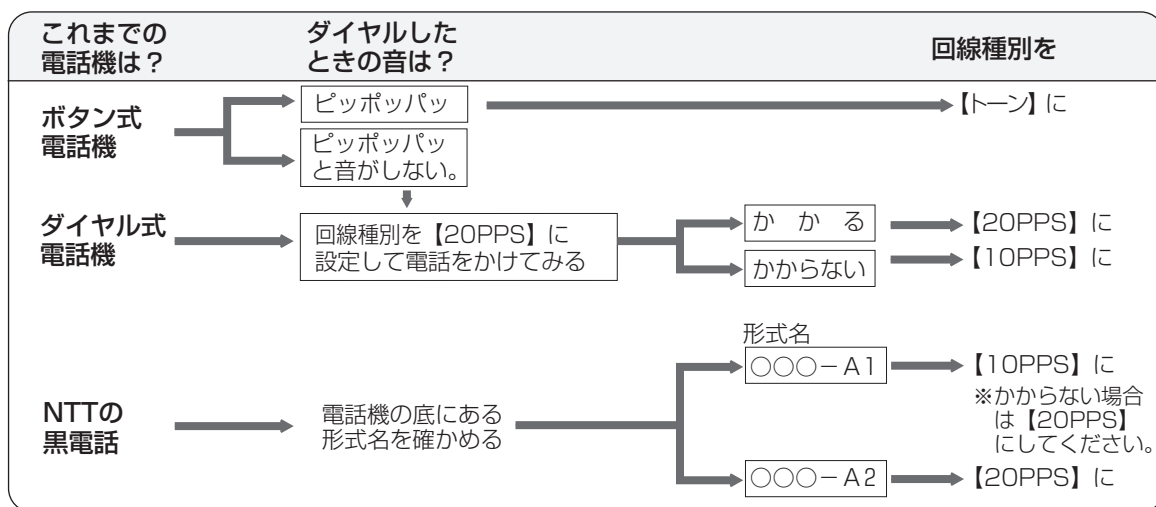 これまでの
電話機は？
ダイヤルした
ときの音は？
回線種別を
ボタン式
電話機
ピッポッパッ
【トーン】に
ピッポッパッ
と音がしない。
ダイヤル式
電話機
回線種別を【20PPS】に
設定して電話をかけてみる
かかる
【20PPS】に
かからない
【10PPS】に
NTTの
黒電話
電話機の底にある
形式名を確かめる
形式名
○○○－A1
【10PPS】に
※かからない場合
は【20PPS】
にしてください。
○○○－A2
【20PPS】に